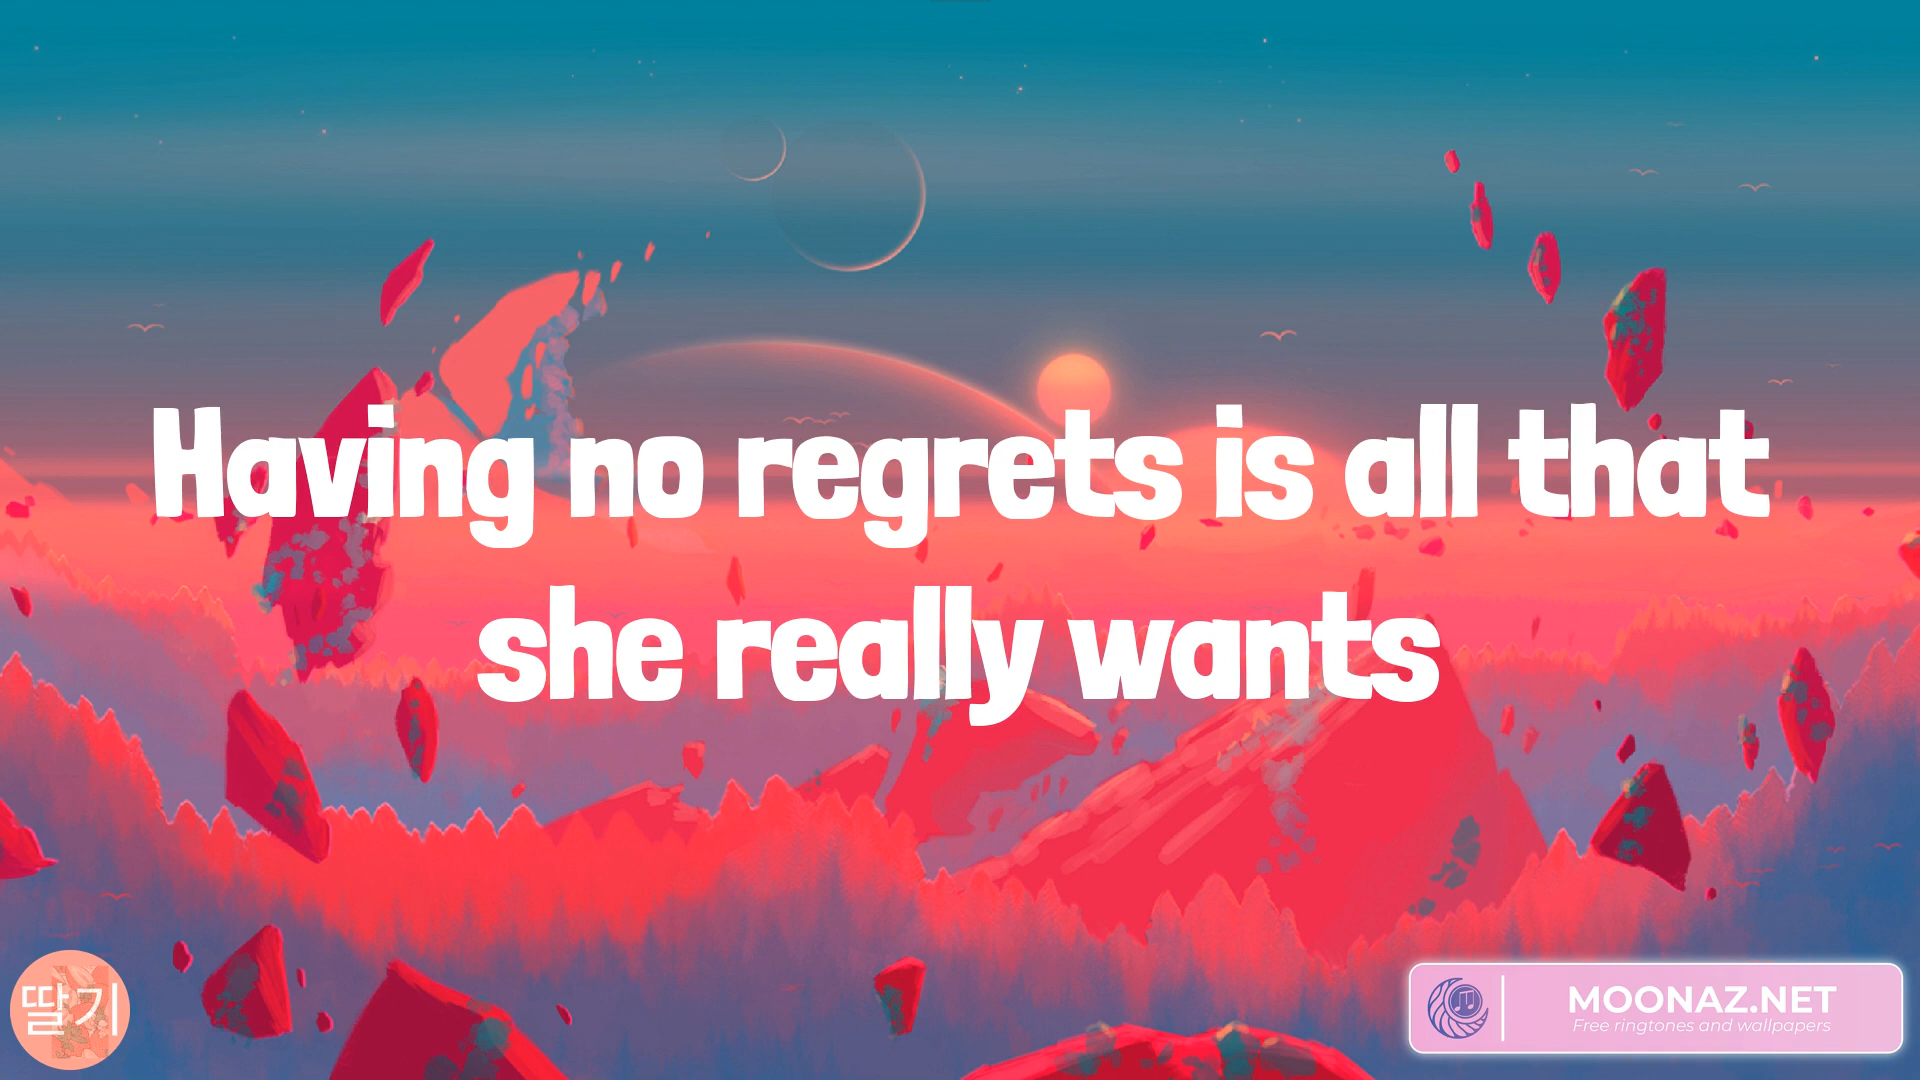 Having no regrets is all that
she really wants
딸기
MOONAZ.NET
Free ringtones and wallpapers